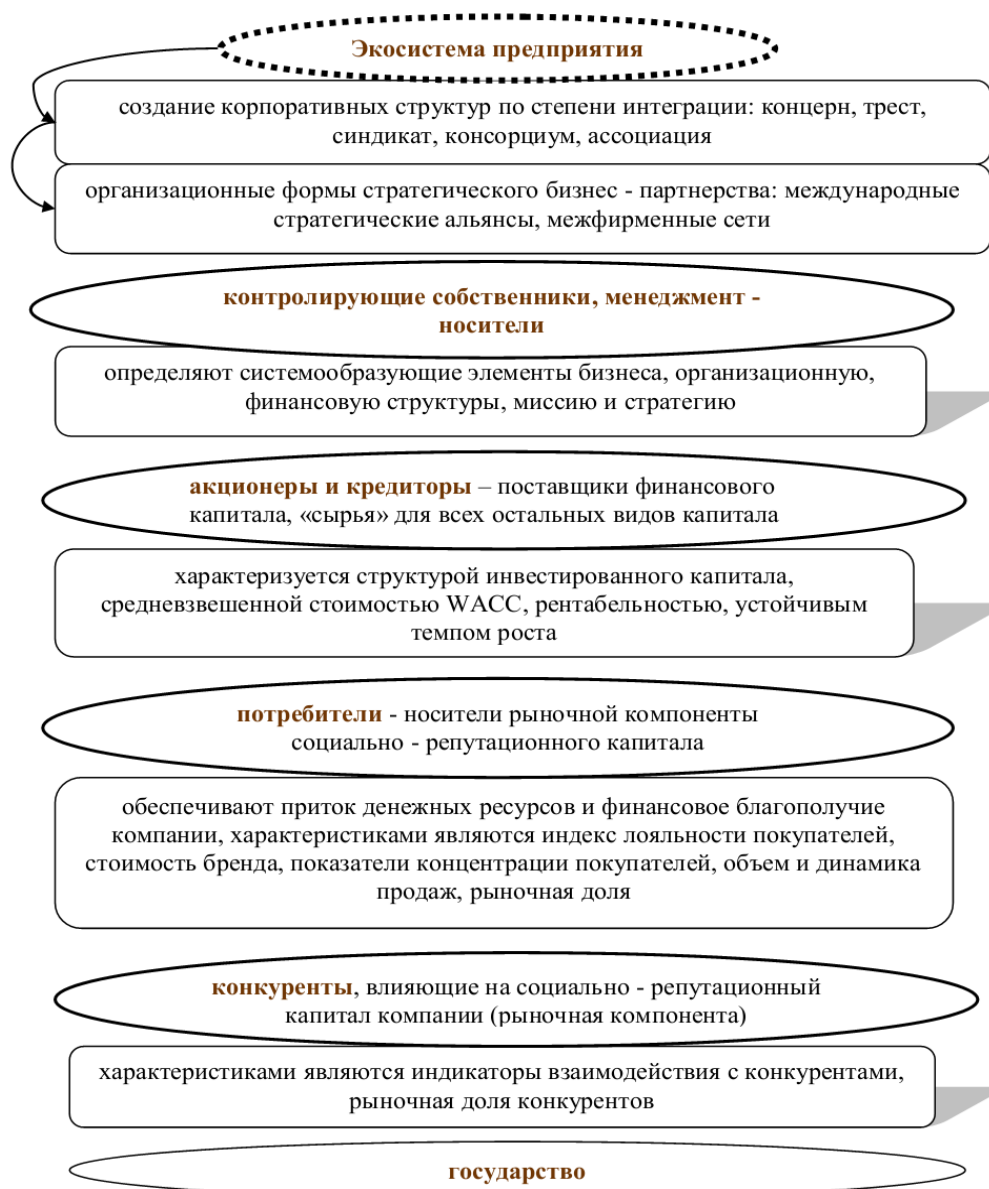 Экосистема предприятия
создание корпоративных структур по степени интеграции: концерн, трест,
синдикат, консорциум, ассоциация
организационные формы стратегического бизнес - партнерства: международные
стратегические альянсы, межфирменные сети
контролирующие собственники, менеджмент -
носители
определяют системообразующие элементы бизнеса, организационную,
финансовую структуры, миссию и стратегию
акционеры и кредиторы – поставщики финансового
капитала, «сырья» для всех остальных видов капитала
характеризуется структурой инвестированного капитала,
средневзвешенной стоимостью WACC, рентабельностью, устойчивым
темпом роста
потребители - носители рыночной компоненты
социально - репутационного капитала
обеспечивают приток денежных ресурсов и финансовое благополучие
компании, характеристиками являются индекс лояльности покупателей,
стоимость бренда, показатели концентрации покупателей, объем и динамика
продаж, рыночная доля
конкуренты, влияющие на социально - репутационный
капитал компании (рыночная компонента)
характеристиками являются индикаторы взаимодействия с конкурентами,
рыночная доля конкурентов
государство